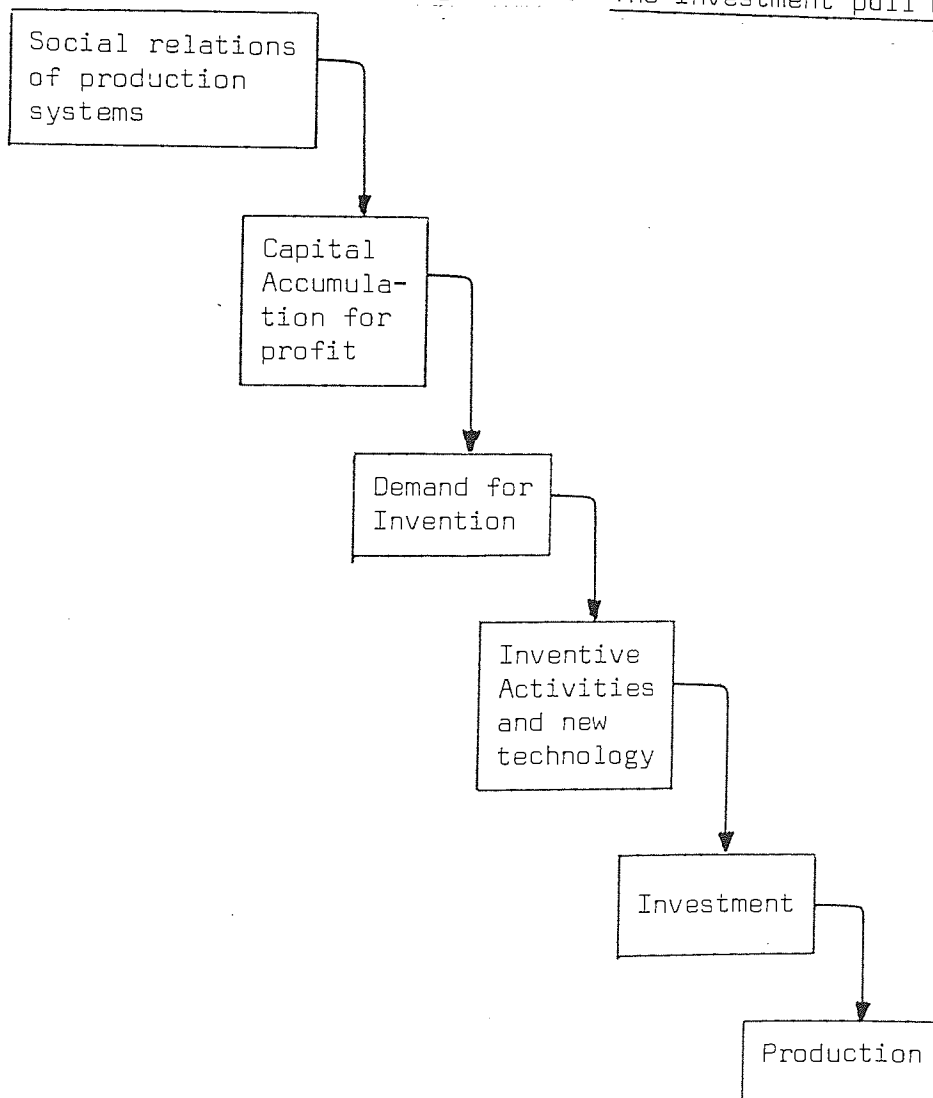 The investment pull
Social relations
of production
systems
Capital
Accumula-
tion for
profit
Demand for
Invention
Inventive
Activities
and new
technology
Investment
Production